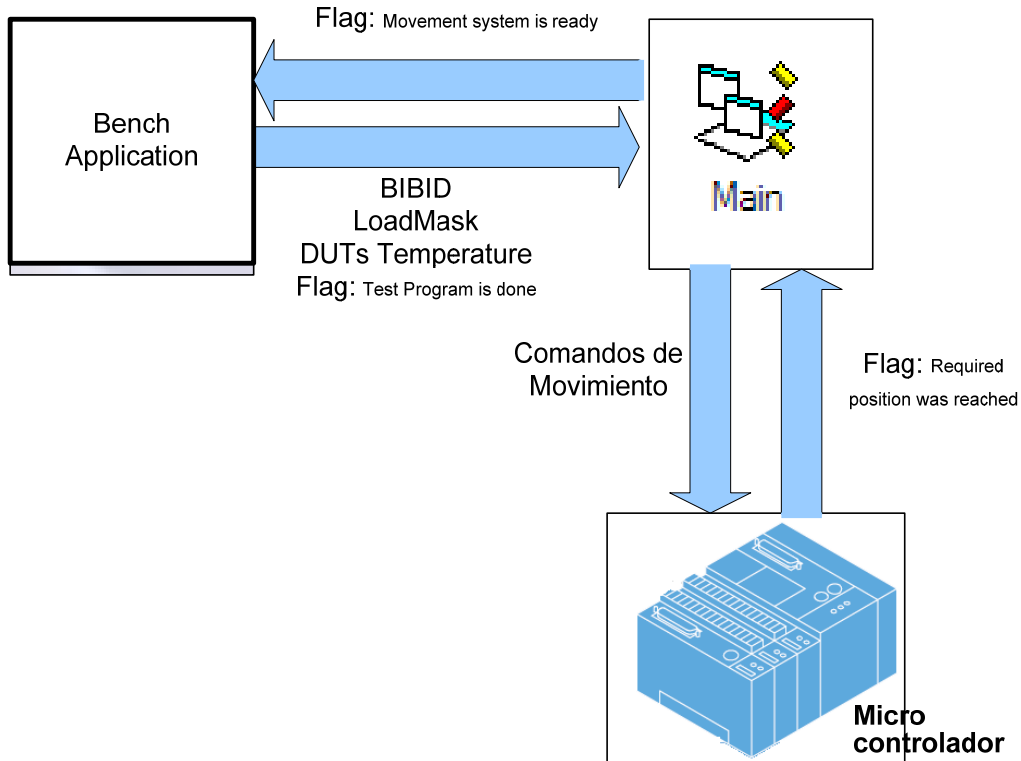 Flag: Movement system is ready
Bench
Application
Main
BIBID
LoadMask
DUTs Temperature
Flag: Test Program is done
Comandos de
Movimiento
Flag: Required
position was reached
Micro
controlador